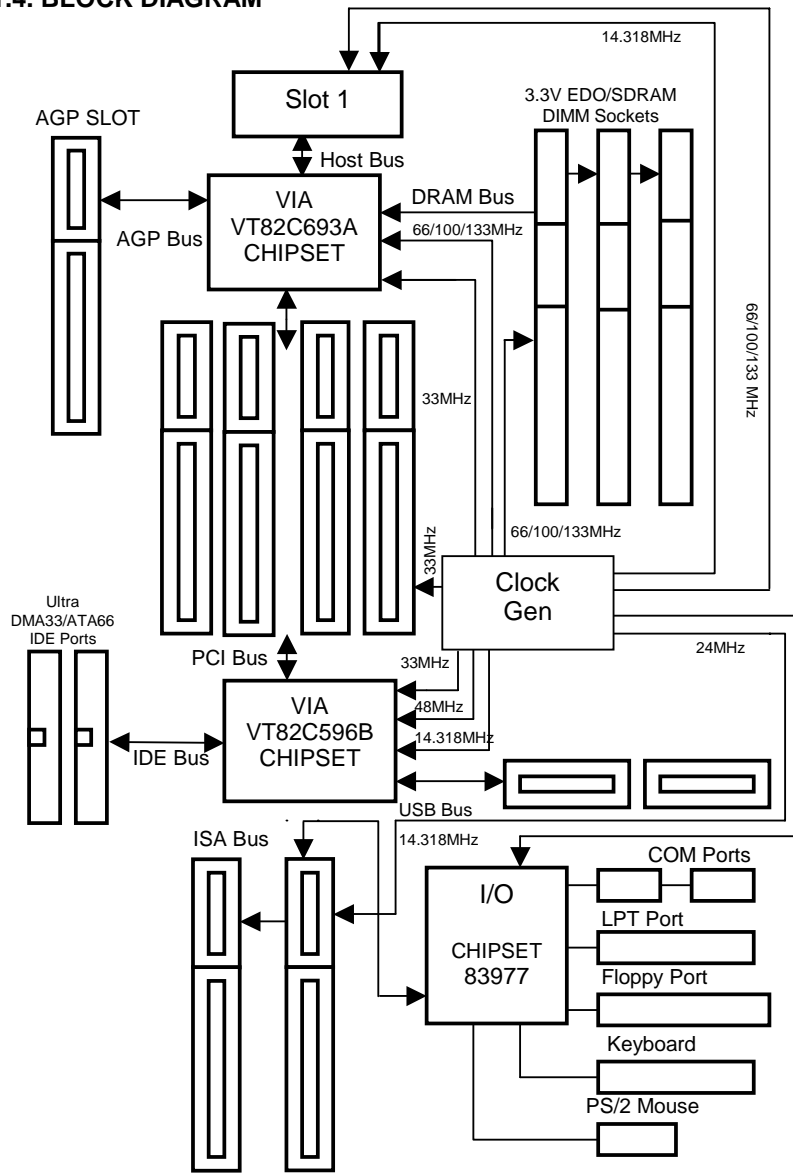 1.4. BLOCK DIAGRAM
14.318MHz
Slot 1
3.3V EDO/SDRAM
DIMM Sockets
AGP SLOT
Host Bus
VIA
VT82C693A
CHIPSET
DRAM Bus
AGP Bus
66/100/133MHz
66/100/133 MHz
33MHz
66/100/133MHz
33MHz
Clock
Gen
Ultra
DMA33/ATA66
IDE Ports
24MHz
PCI Bus
33MHz
VIA
VT82C596B
CHIPSET
48MHz
14.318MHz
IDE Bus
USB Bus
ISA Bus
14.318MHz
COM Ports
I/O
CHIPSET
83977
LPT Port
Floppy Port
Keyboard
PS/2 Mouse